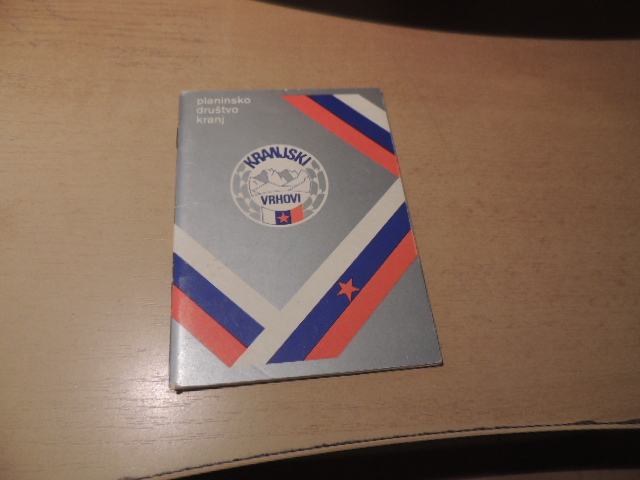 planinsko
društvo
kranj
KRANJSKI
VRHOVI